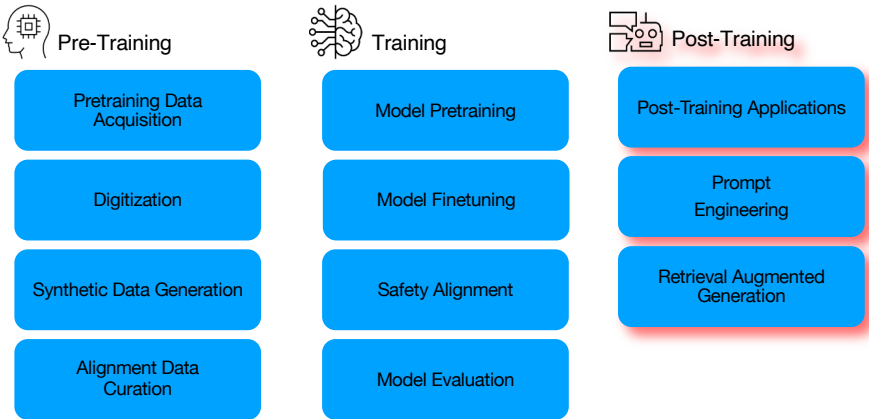 Pre-Training
Pretraining Data
Acquisition
Digitization
Synthetic Data Generation
Alignment Data
Curation
Training
Model Pretraining
Model Finetuning
Safety Alignment
Model Evaluation
Post-Training
Post-Training Applications
Prompt
Engineering
Retrieval Augmented
Generation